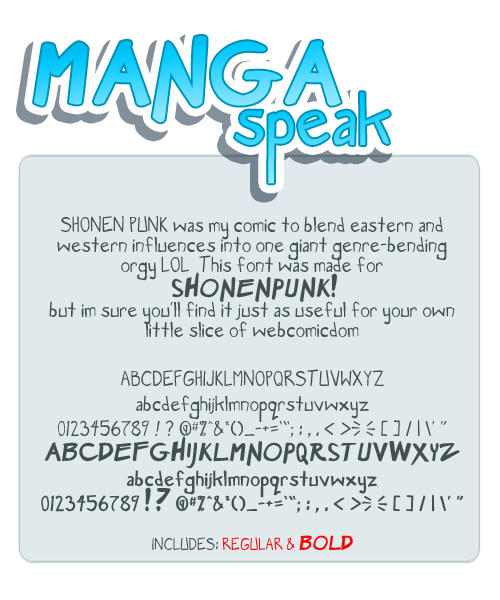 MANGA
speak
SHONEN PUNK was my comic to blend eastern and
western influences into one giant genre-bending
orgy LOL This font was made for
SHONENPUNK!
but im sure you'll find it just as useful for your own
little slice of webcomicdom
ABCDEFGHIJKLMNOPQRSTUVWXYZ
abcdefghijklmnopqrstuvwxyz
0123456789 ! ? @#%^&*()_-+=`~“; : , . < > [ ] / | \ ' "
ABCDEFGHIJKLMNOPQRSTUVWXYZ
abcdefghijklmnopqrstuvwxyz
0123456789 ! ? @#%^&*()_-+=`~“; : , . < > [ ] / | \ ' "
INCLUDES: REGULAR & BOLD